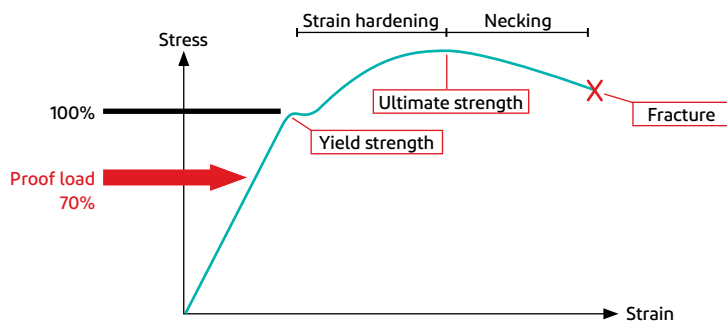 Strain hardening
Necking
Stress
Ultimate strength
100%
Fracture
Yield strength
Proof load
70%
Strain